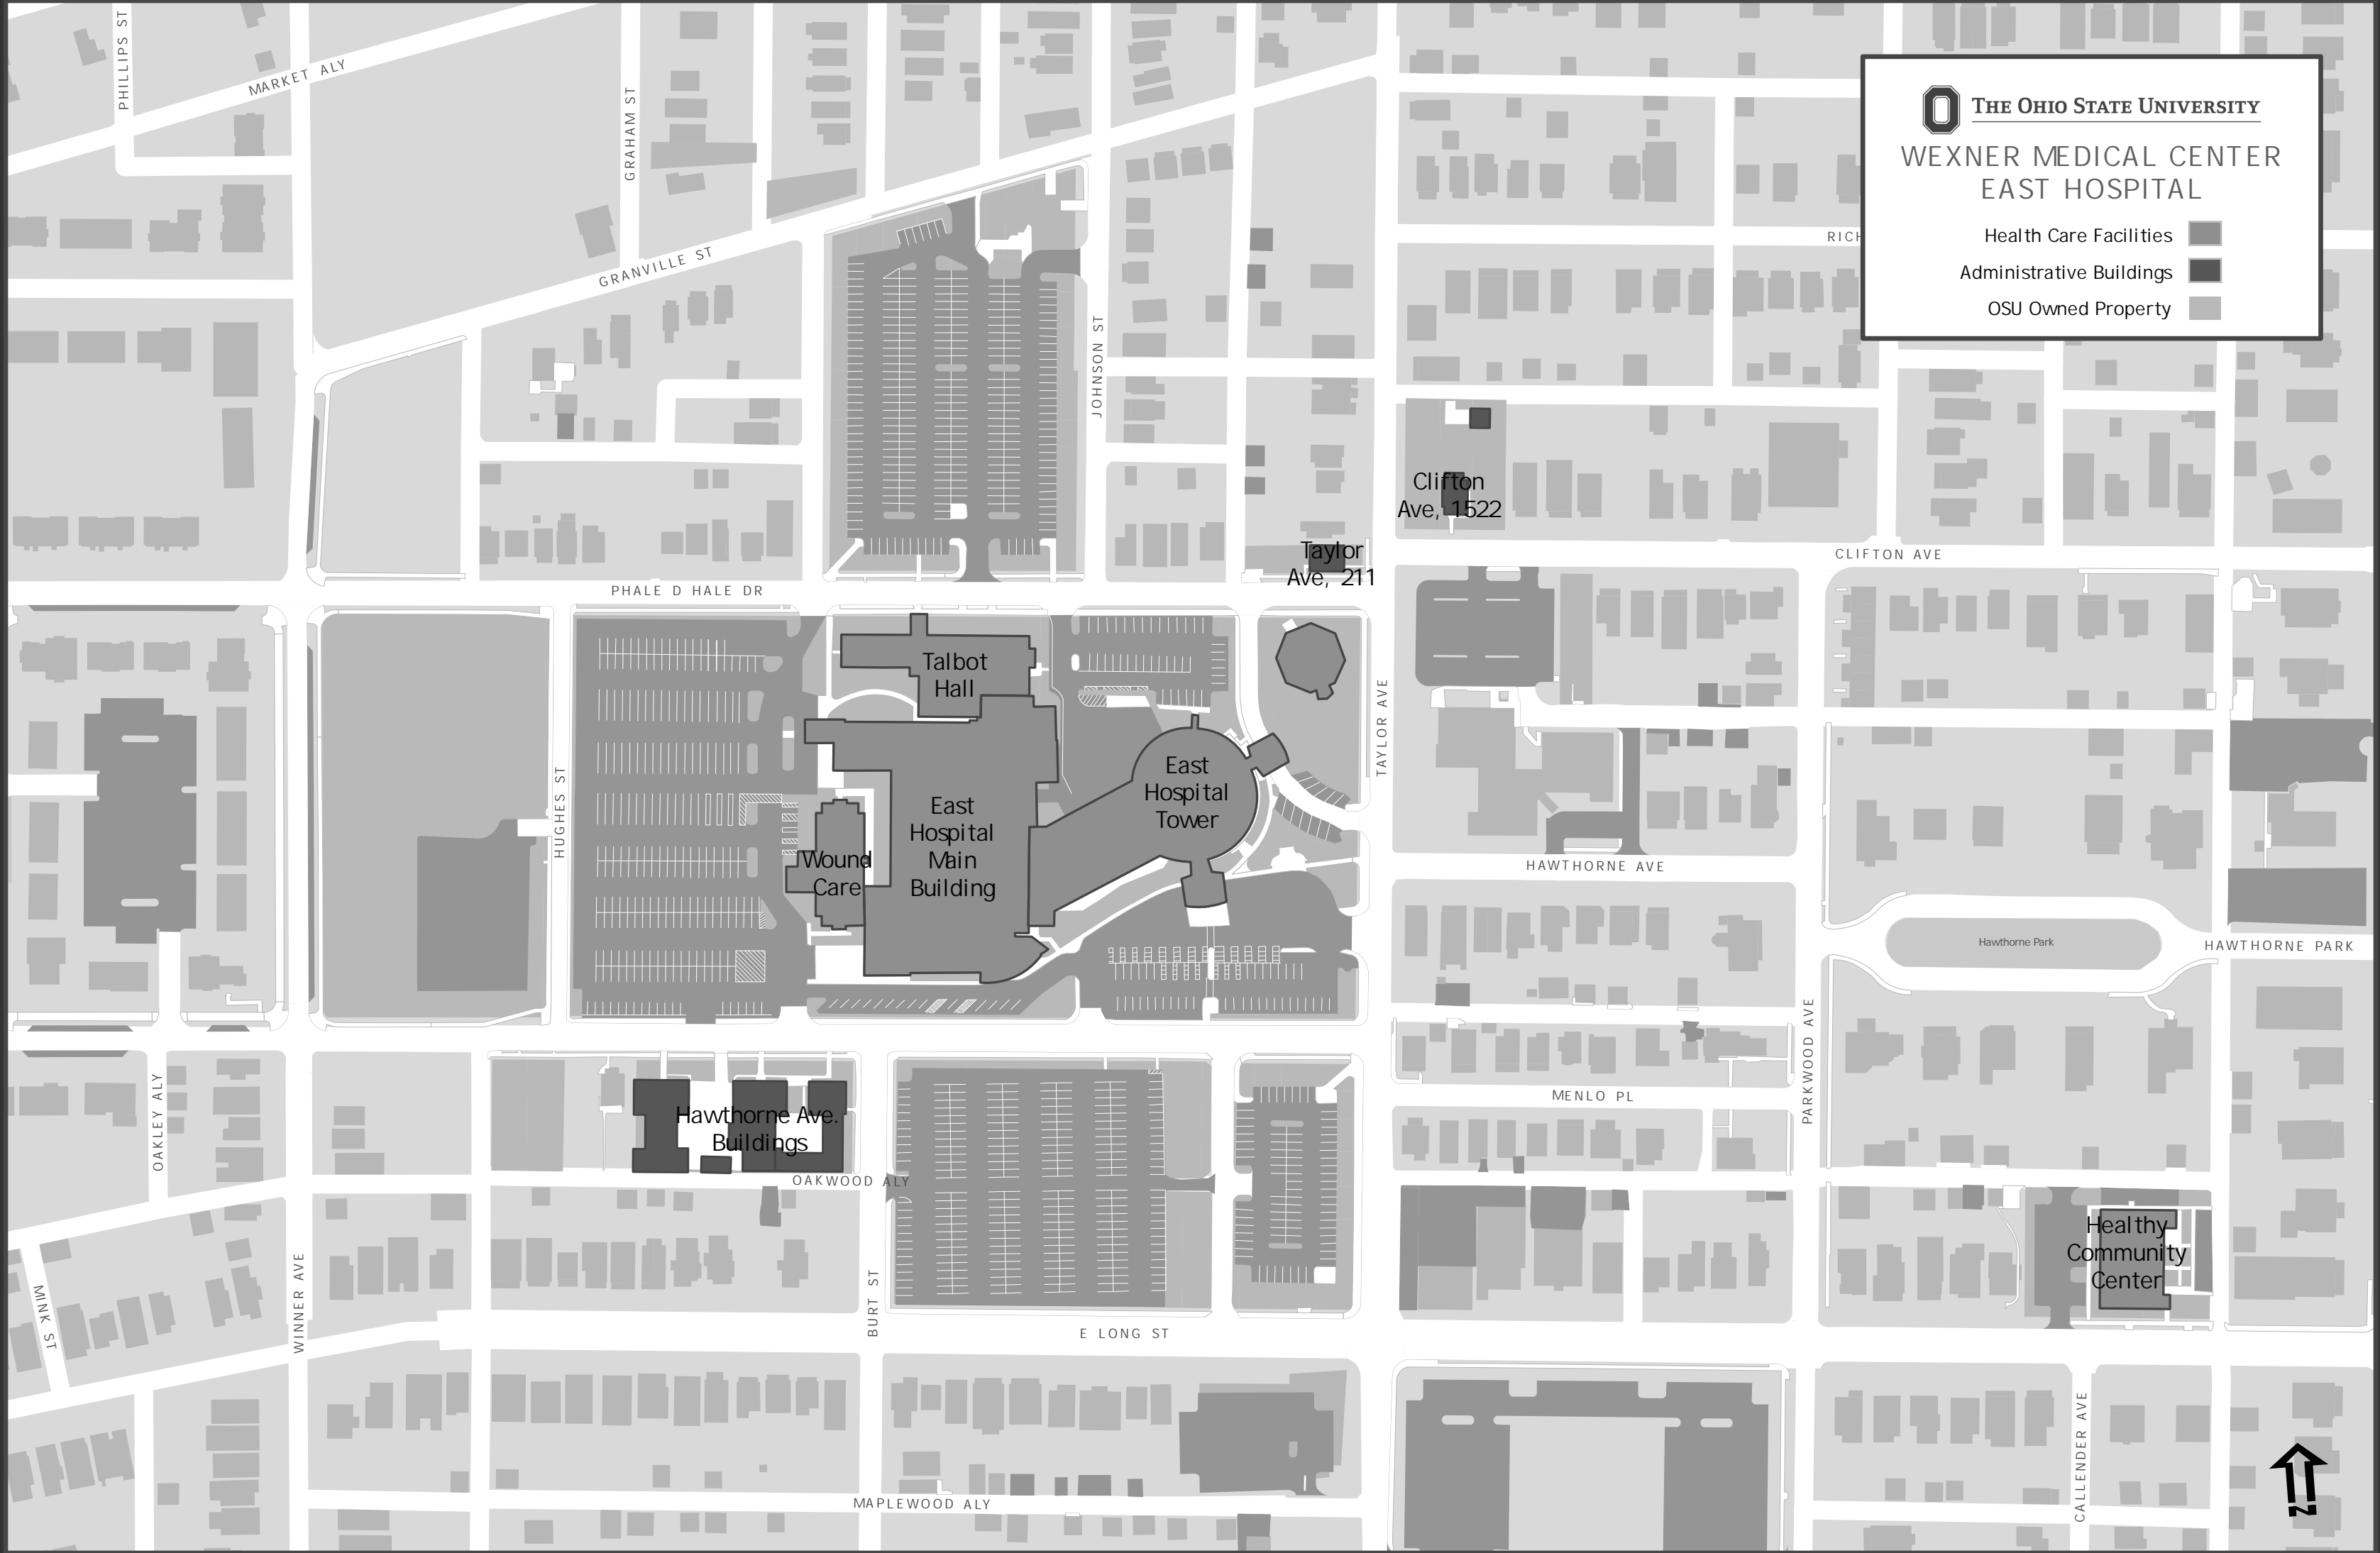 PHILLIPS ST
MARKET ALY
GRAHAM ST
GRANVILLE ST
JOHNSON ST
O
THE OHIO STATE UNIVERSITY
WEXNER MEDICAL CENTER
EAST HOSPITAL
Health Care Facilities
Administrative Buildings
OSU Owned Property
RICH
Clifton
Ave, 1522
Taylor
Ave, 211
CLIFTON AVE
PHALE D HALE DR
Talbot
Hall
TAYLOR AVE
HUGHES ST
East
Hospital
Tower
East
Hospital
Main
Building
Wound
Care
HAWTHORNE AVE
Hawthorne Park
HAWTHORNE PARK
PARKWOOD AVE
MENLO PL
OAKLEY ALY
Hawthorne Ave.
Buildings
OAKWOOD ALY
Healthy
Community
Center
MINK ST
WINNER AVE
BURT ST
E LONG ST
CALLENDER AVE
MAPLEWOOD ALY
N